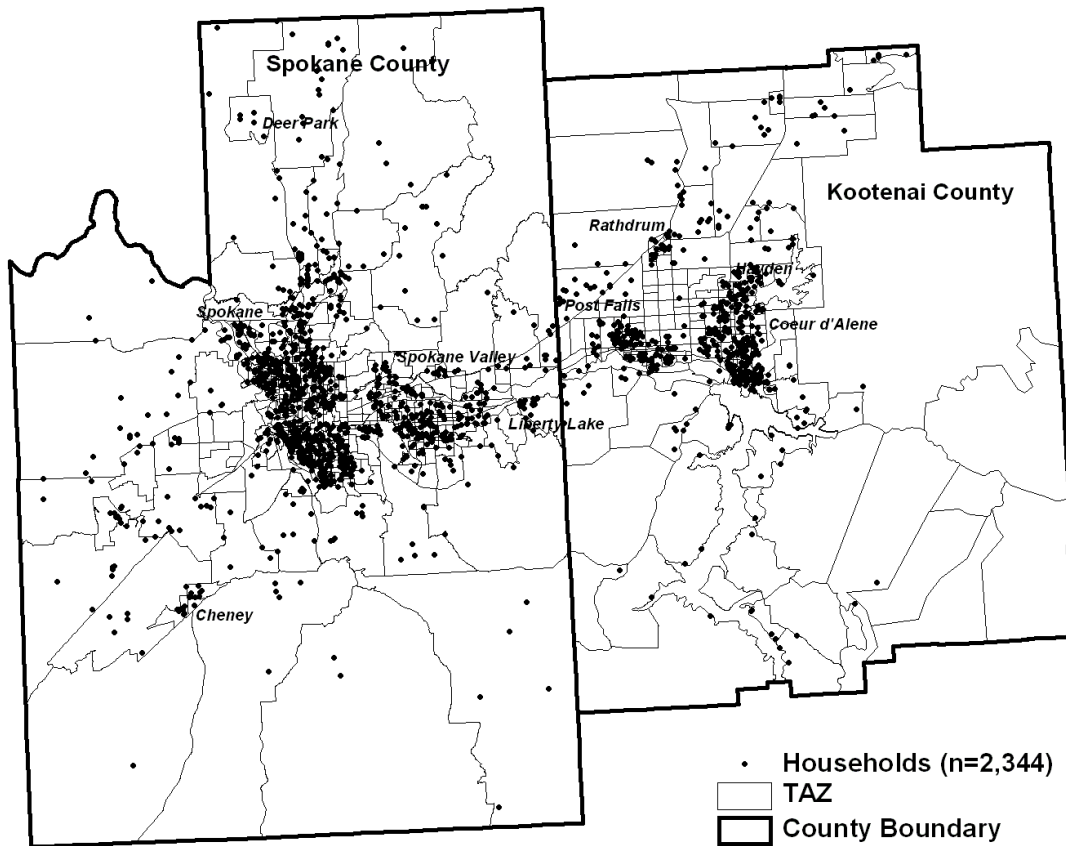 Spokane County
Deer Park
Kootenai County
Rathdrum
Hayden
Post Falls
Spokane
Coeur d'Alene
Spokane Valley
Liberty Lake
Cheney
Households (n=2,344)
TAZ
County Boundary